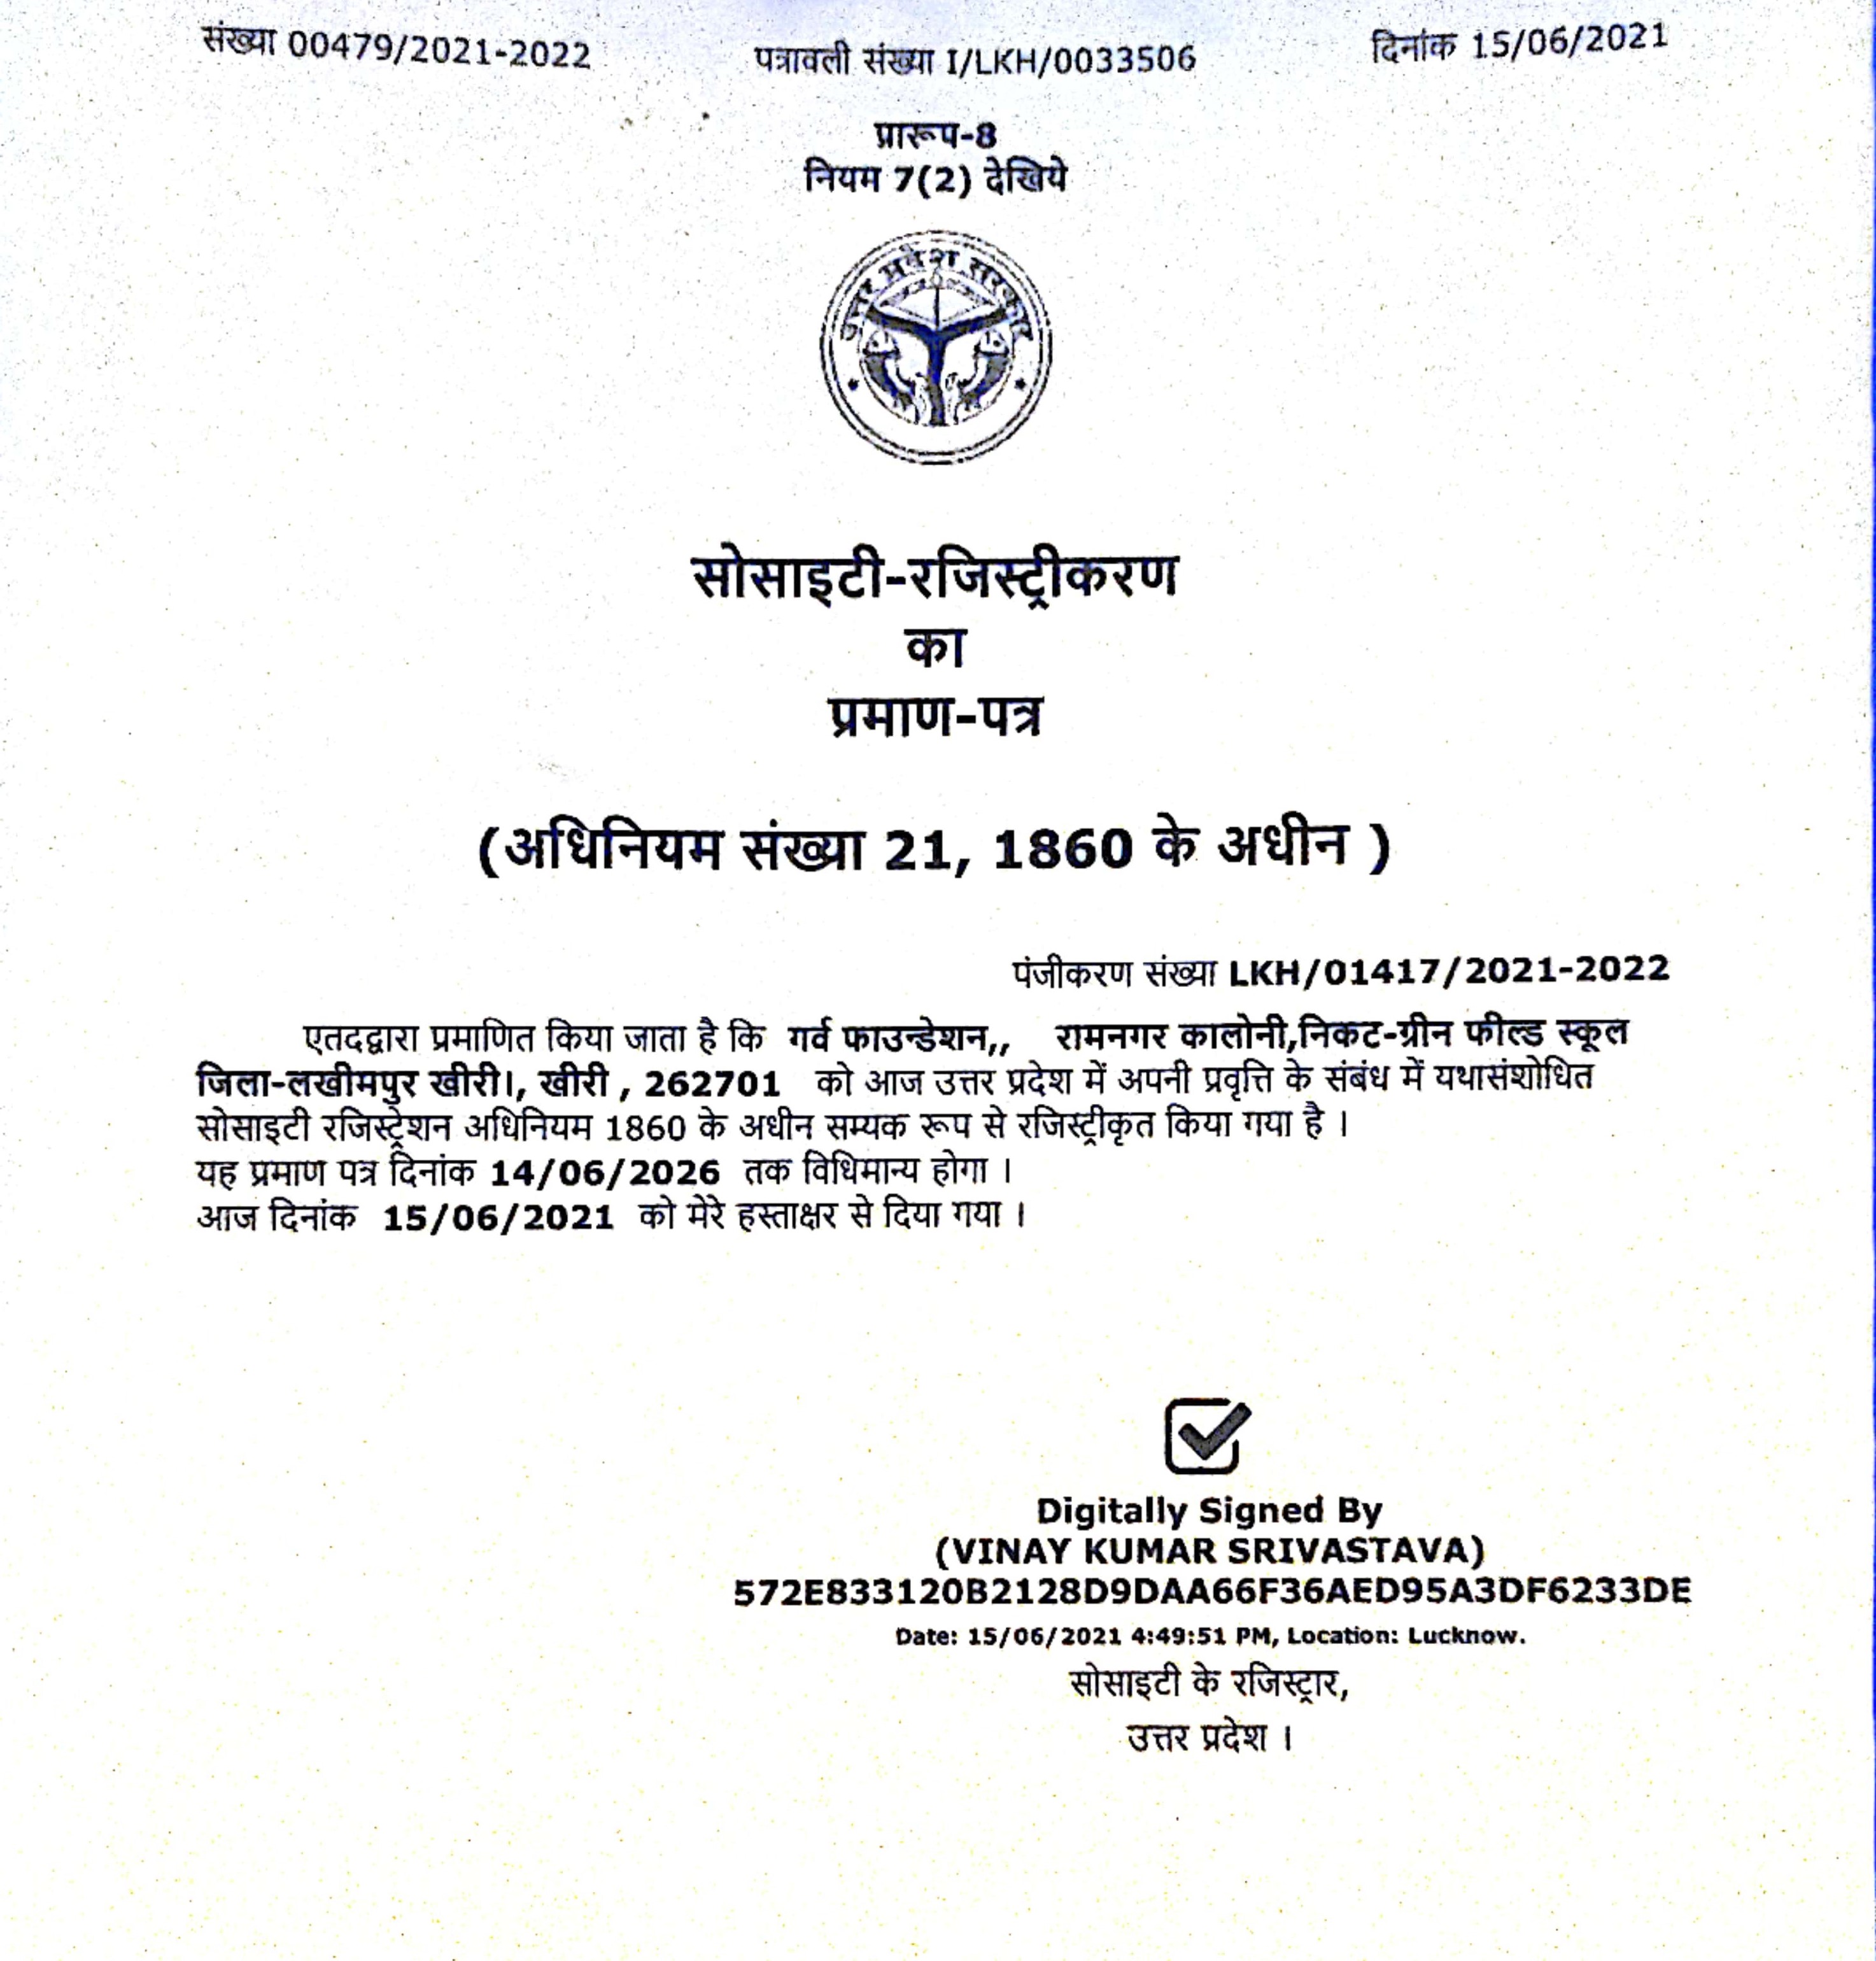 संख्या 00479/2021-2022 पत्रावली संख्या I/LKH/0033506 दिनांक 15/06/2021
प्रारूप-8
नियम 7(2) देखिये
उत्तर प्रदेश सरकार
सोसाइटी-रजिस्ट्रीकरण
का
प्रमाण-पत्र
(अधिनियम संख्या 21, 1860 के अधीन )
पंजीकरण संख्या LKH/01417/2021-2022
एतदद्वारा प्रमाणित किया जाता है कि गर्व फाउन्डेशन,, रामनगर कालोनी,निकट-ग्रीन फील्ड स्कूल
जिला-लखीमपुर खीरी।, खीरी , 262701 को आज उत्तर प्रदेश में अपनी प्रवृत्ति के संबंध में यथासंशोधित
सोसाइटी रजिस्ट्रेशन अधिनियम 1860 के अधीन सम्यक रूप से रजिस्ट्रीकृत किया गया है ।
यह प्रमाण पत्र दिनांक 14/06/2026 तक विधिमान्य होगा ।
आज दिनांक 15/06/2021 को मेरे हस्ताक्षर से दिया गया ।
Digitally Signed By
(VINAY KUMAR SRIVASTAVA)
572E833120B2128D9DAA66F36AED95A3DF6233DE
Date: 15/06/2021 4:49:51 PM, Location: Lucknow.
सोसाइटी के रजिस्ट्रार,
उत्तर प्रदेश ।